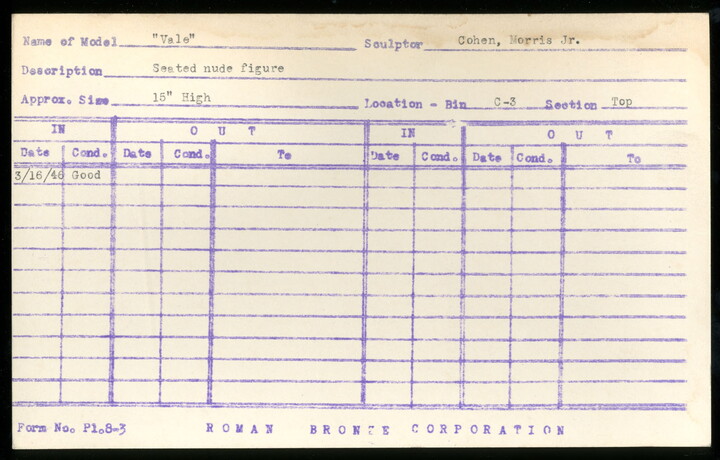 Name of Model "Vale" Sculptor Cohen, Morris Jr.
Description Seated nude figure
Approx. Size 15" High Location - Bin C-3 Section Top
IN OUT IN OUT
Date Cond. Date Cond. To Date Cond. Date Cond. To
3/16/46 Good
Form No. P1.8-3 ROMAN BRONZE CORPORATION